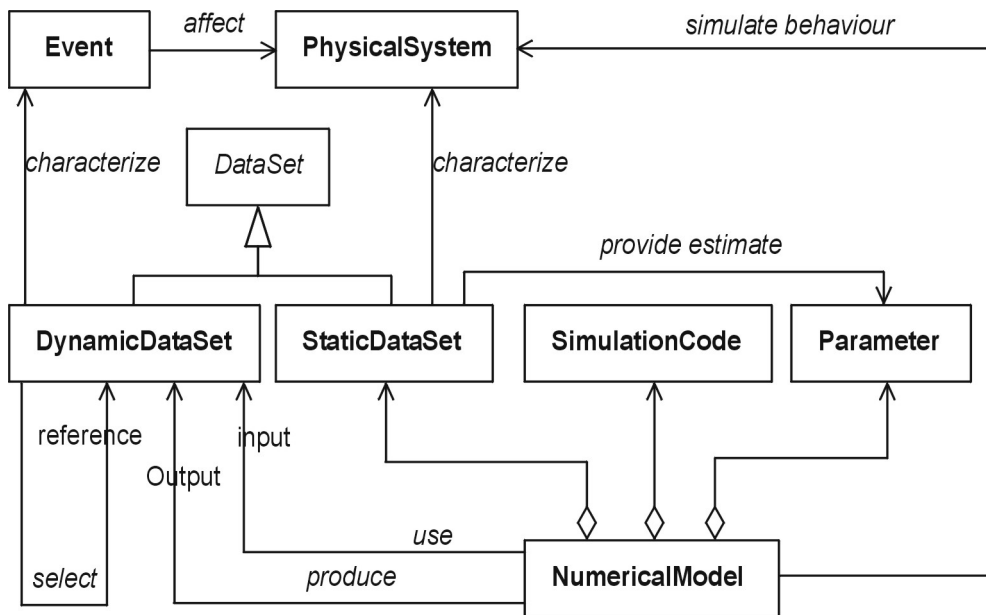 affect
simulate behaviour
Event
PhysicalSystem
characterize
DataSet
characterize
provide estimate
DynamicDataSet
StaticDataSet
SimulationCode
Parameter
reference
input
Output
use
select
produce
NumericalModel